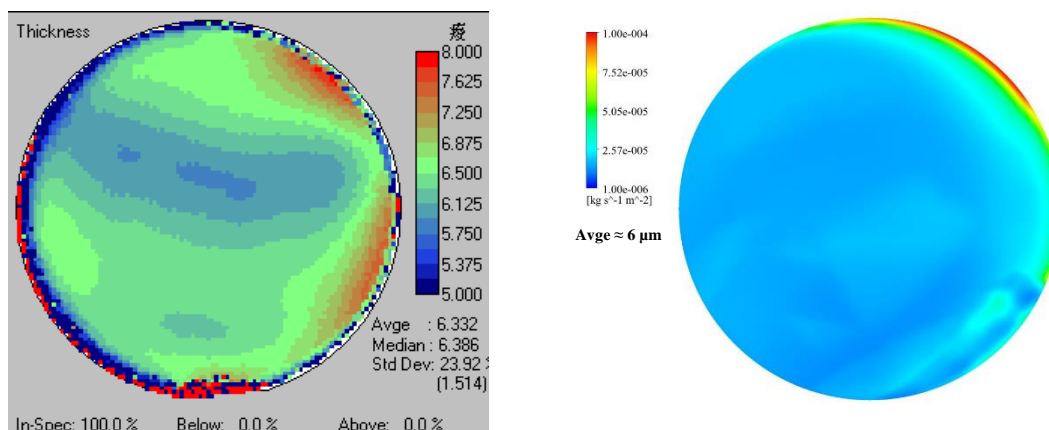 Thickness
8.000
7.625
7.250
6.875
6.500
6.125
5.750
5.375
5.000
Avge : 6.332
Median : 6.386
Std Dev: 23.92 %
(1.514)
In-Spec: 100.0 % Below: 0.0 % Above: 0.0 %
1.00e-004
7.52e-005
5.05e-005
2.57e-005
1.00e-006
[kg s^-1 m^-2]
Avge ≈ 6 µm